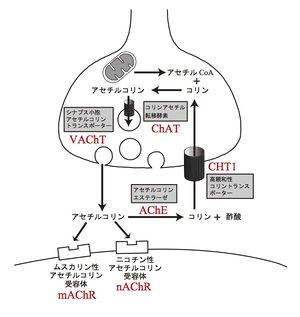 アセチルCoA
+
アセチルコリン
コリン
シナプス小胞
アセチルコリン
トランスポーター
VAChT
コリンアセチル
転移酵素
ChAT
CHT1
高親和性
コリントランス
ポーター
アセチルコリン
エステラーゼ
AChE
アセチルコリン
コリン + 酢酸
ムスカリン性
アセチルコリン
受容体
mAChR
ニコチン性
アセチルコリン
受容体
nAChR